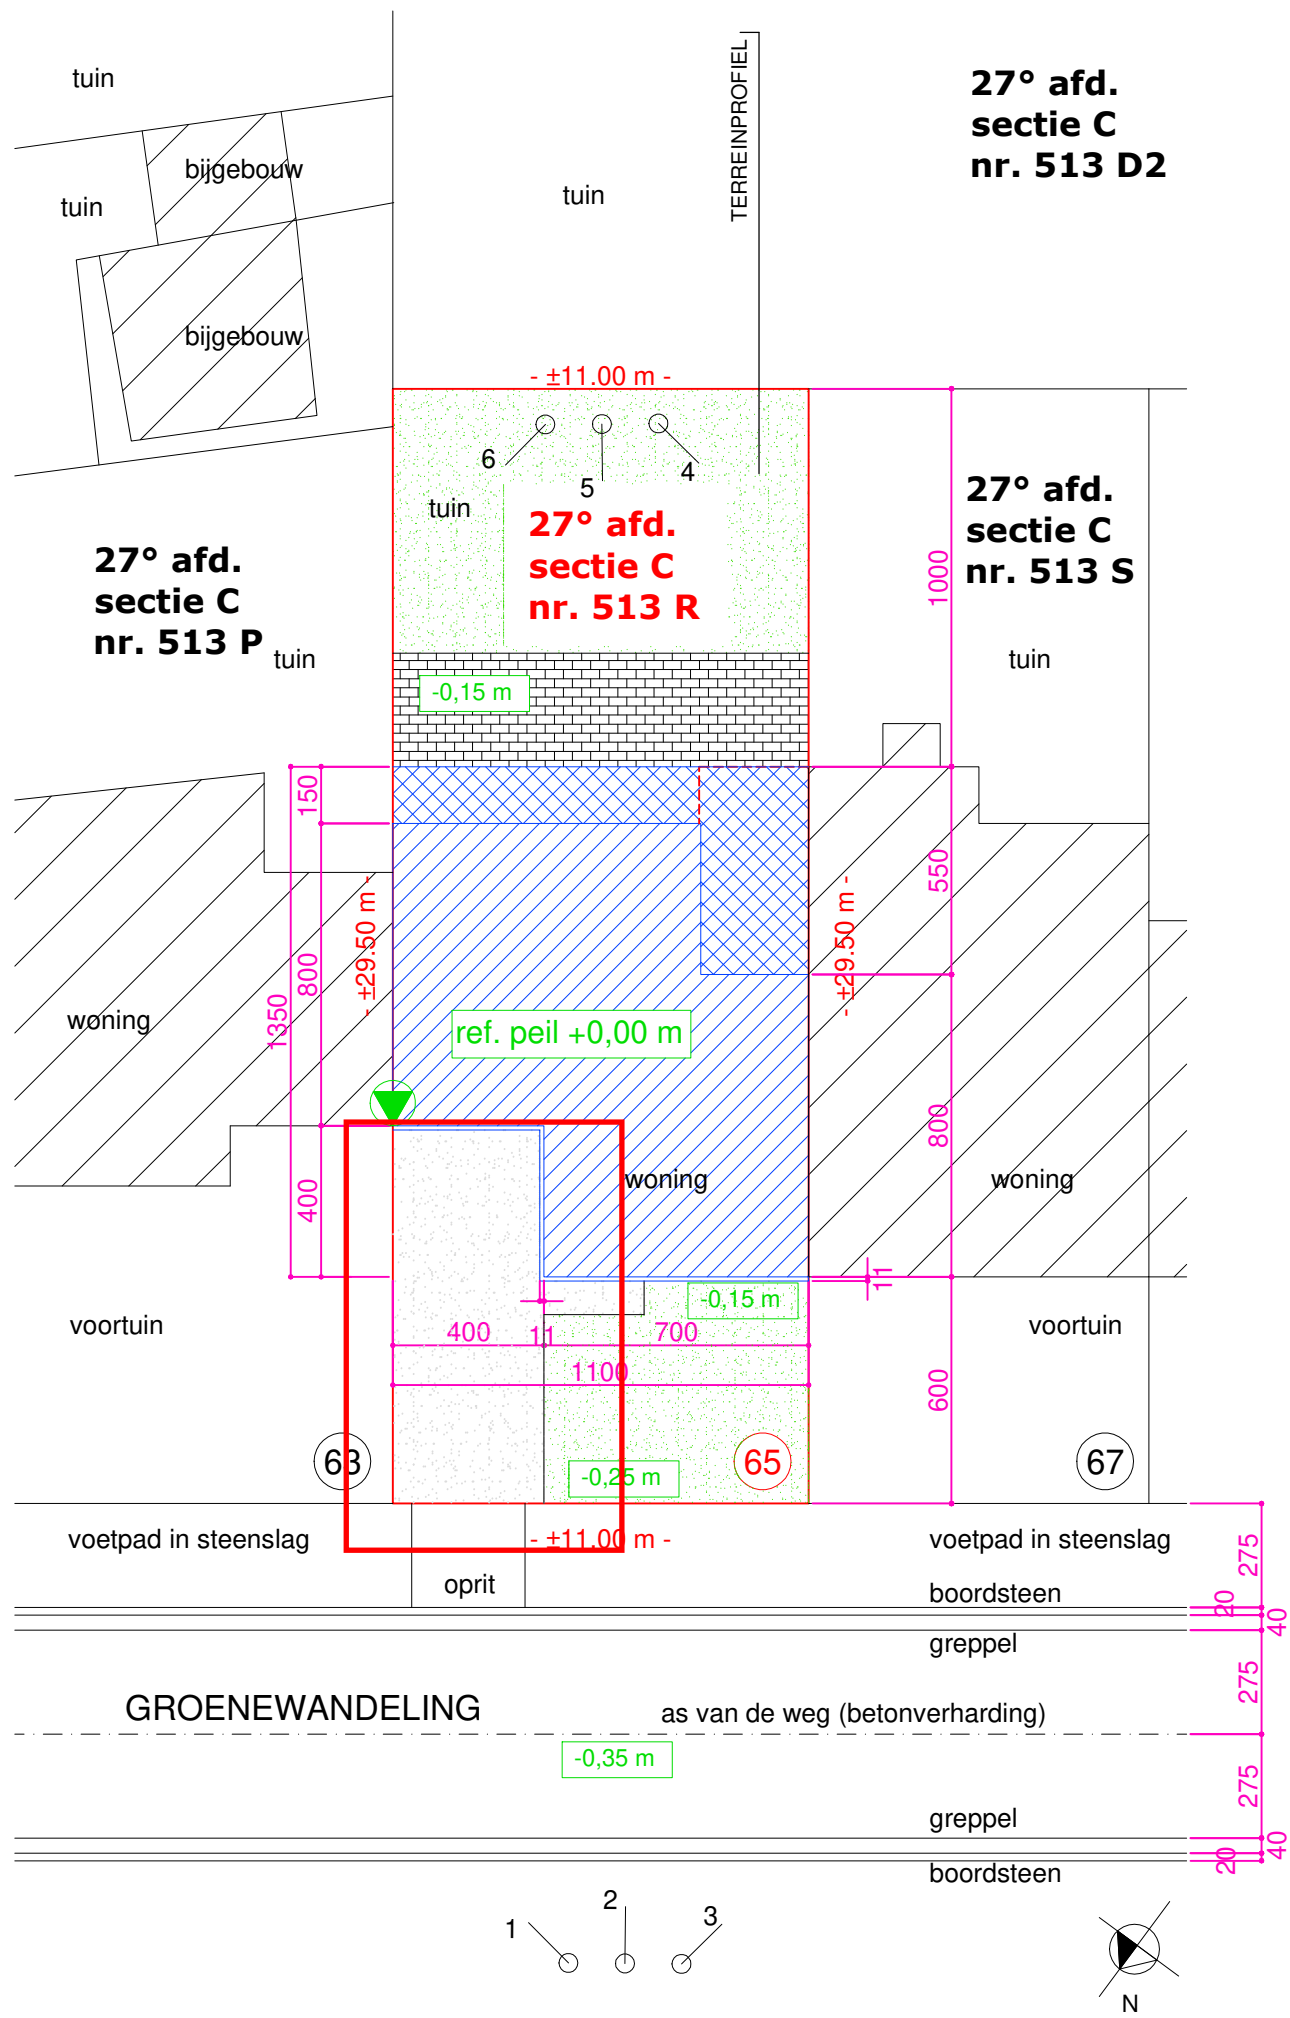 tuin
TERREINPROFIEL
27° afd.
sectie C
nr. 513 D2
bijgebouw
tuin
tuin
bijgebouw
- ±11.00 m -
6
5
4
tuin
27° afd.
sectie C
nr. 513 R
27° afd.
sectie C
nr. 513 S
1000
27° afd.
sectie C
nr. 513 P
tuin
tuin
-0,15 m
150
550
- ±29.50 m -
- ±29.50 m -
800
1350
woning
ref. peil +0,00 m
800
400
woning
woning
11
-0,15 m
voortuin
voortuin
400
11
700
1100
600
63
65
67
-0,25 m
voetpad in steenslag
- ±11.00 m -
voetpad in steenslag
275
oprit
boordsteen
20
40
greppel
275
GROENEWANDELING
as van de weg (betonverharding)
-0,35 m
275
greppel
40
20
boordsteen
1
2
3
N